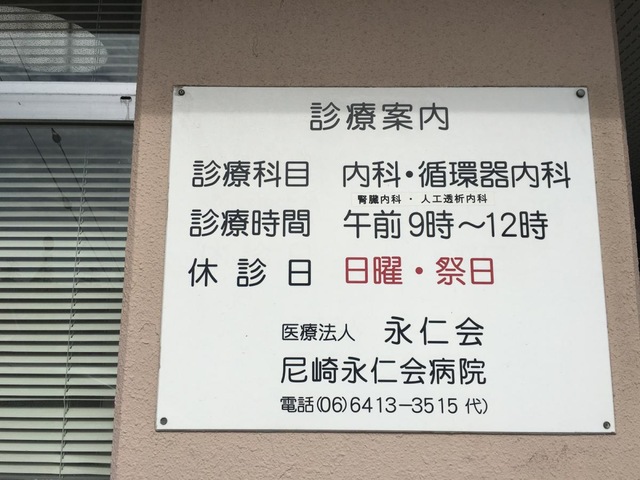 診療案内
診療科目 内科・循環器内科
腎臓内科・人工透析内科
診療時間 午前9時〜12時
休診日 日曜・祭日
医療法人 永仁会
尼崎永仁会病院
電話(06)6413-3515代)